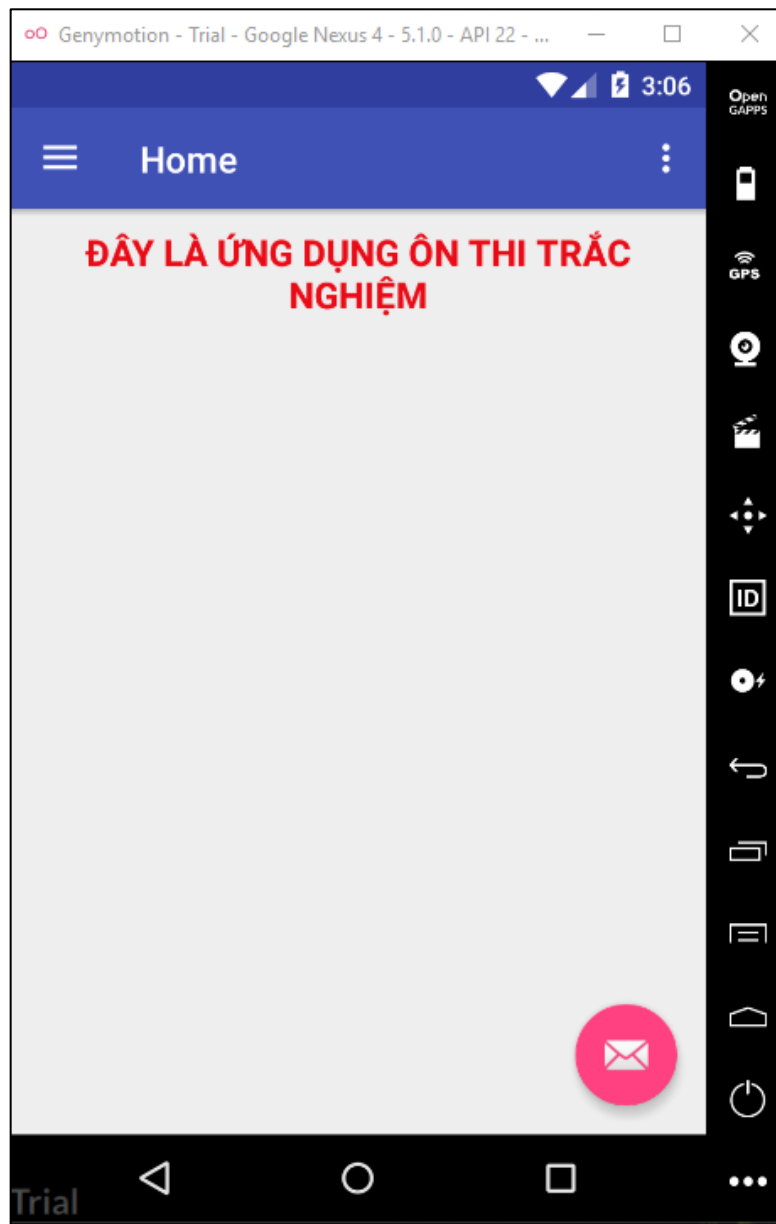 Genymotion - Trial - Google Nexus 4 - 5.1.0 - API 22 - ...
3:06
Open
GAPPS
Home
ĐÂY LÀ ỨNG DỤNG ÔN THI TRẮC
NGHIỆM
GPS
ID
Trial